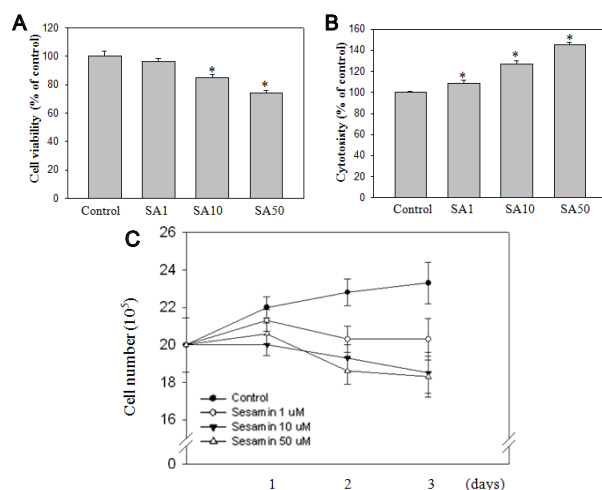 A
Cell viability (% of control)
120
100
80
60
40
20
0
*
*
Control SA1 SA10 SA50
B
Cytotosisty (% of control)
160
140
120
100
80
60
40
20
0
*
*
*
Control SA1 SA10 SA50
C
Cell number (10⁵)
26
24
22
20
18
16
0
Control
Sesamin 1 uM
Sesamin 10 uM
Sesamin 50 uM
1 2 3 (days)